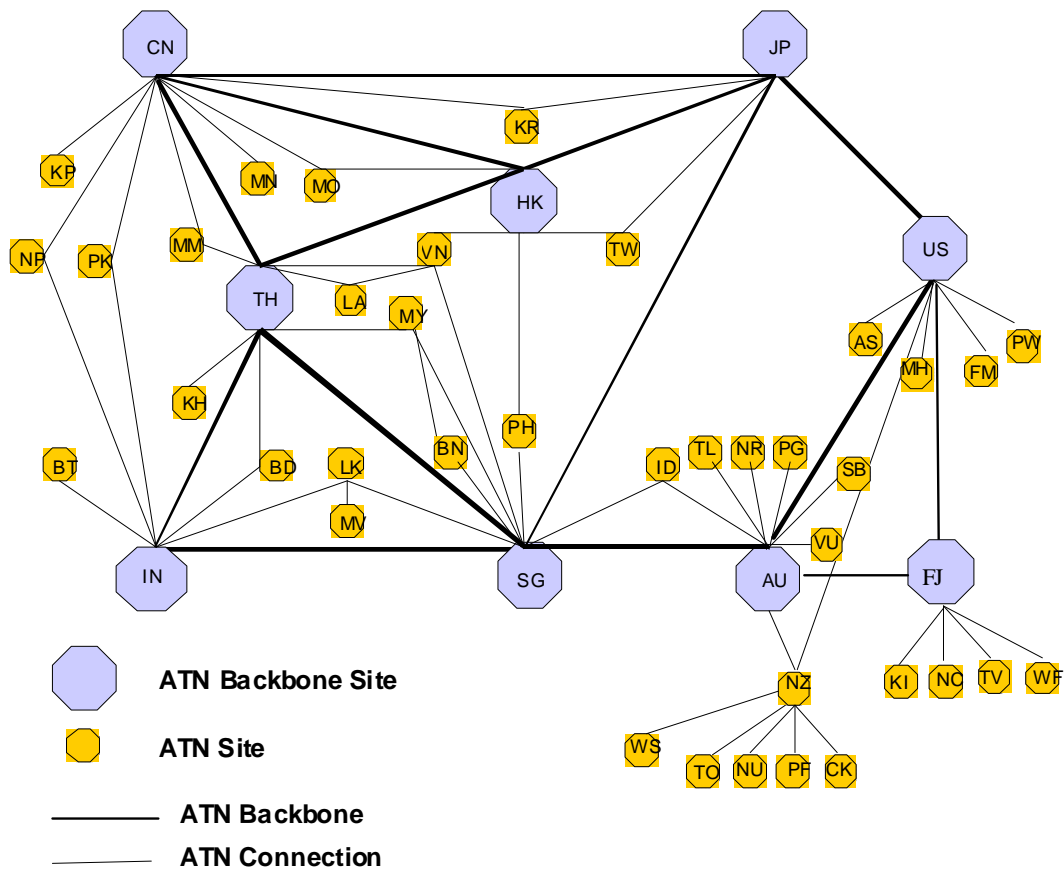 CN
JP
KR
KP
MN
MO
HK
MM
VN
TW
NP
PK
US
TH
LA
MY
AS
MH
FM
PW
KH
PH
BN
TL
NR
PG
BT
BD
LK
ID
SB
MV
VU
IN
SG
AU
FJ
ATN Backbone Site
NZ
KI
NC
TV
WF
ATN Site
WS
TO
NU
PF
CK
ATN Backbone
ATN Connection